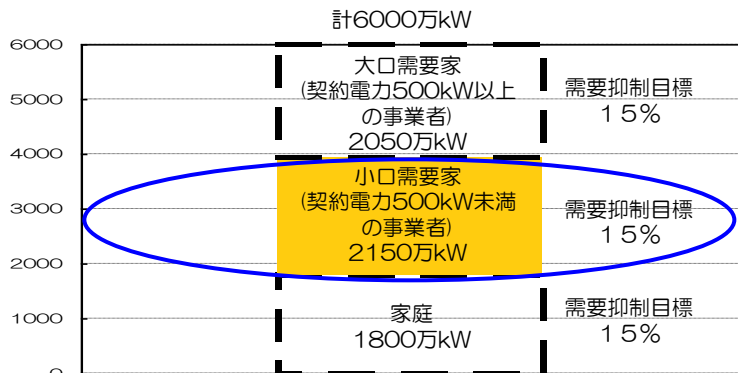 計6000万kW
6000
大口需要家
(契約電力500kW以上
の事業者)
2050万kW
需要抑制目標
１５％
5000
4000
小口需要家
(契約電力500kW未満
の事業者)
2150万kW
需要抑制目標
１５％
3000
2000
家庭
1800万kW
需要抑制目標
１５％
1000
0